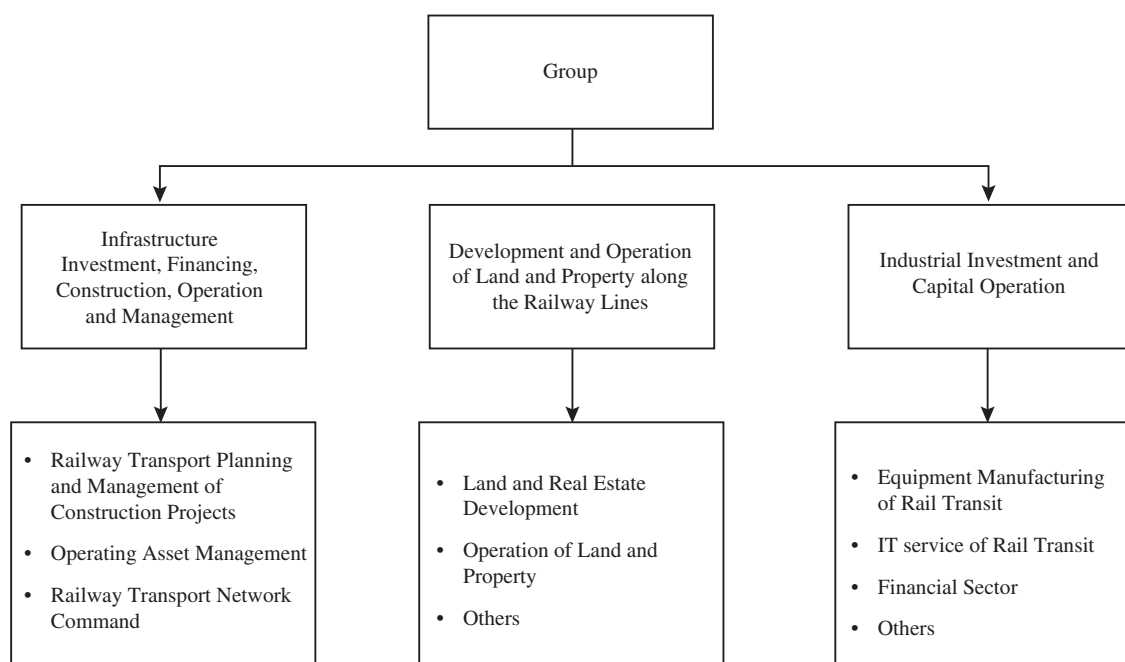 Group
Infrastructure
Investment, Financing,
Construction, Operation
and Management
Development and Operation
of Land and Property along
the Railway Lines
Industrial Investment and
Capital Operation
• Railway Transport Planning
and Management of
Construction Projects
• Operating Asset Management
• Railway Transport Network
Command
• Land and Real Estate
Development
• Operation of Land and
Property
• Others
• Equipment Manufacturing
of Rail Transit
• IT service of Rail Transit
• Financial Sector
• Others